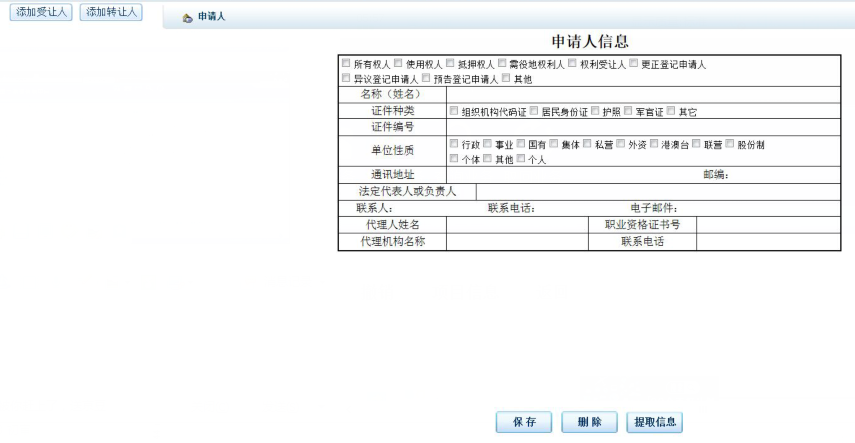 添加受让人 添加转让人 申请人
申请人信息
所有权人 使用权人 抵押权人 需役地权利人 权利受让人 更正登记申请人
异议登记申请人 预告登记申请人 其他
名称（姓名）
证件种类 组织机构代码证 居民身份证 护照 军官证 其它
证件编号
单位性质 行政 事业 国有 集体 私营 外资 港澳台 联营 股份制
个体 其他 个人
通讯地址 邮编：
法定代表人或负责人
联系人： 联系电话： 电子邮件：
代理人姓名 职业资格证书号
代理机构名称 联系电话
保存 删除 提取信息